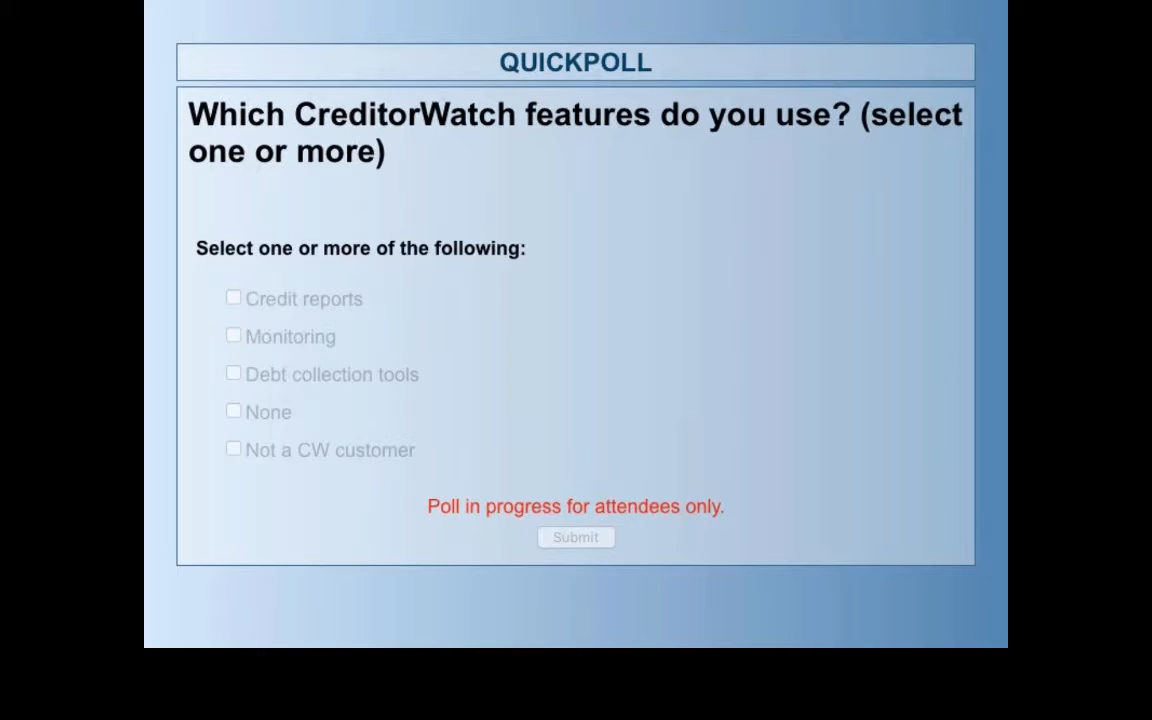 QUICKPOLL
Which CreditorWatch features do you use? (select
one or more)
Select one or more of the following:
Credit reports
Monitoring
Debt collection tools
None
Not a CW customer
Poll in progress for attendees only.
Submit